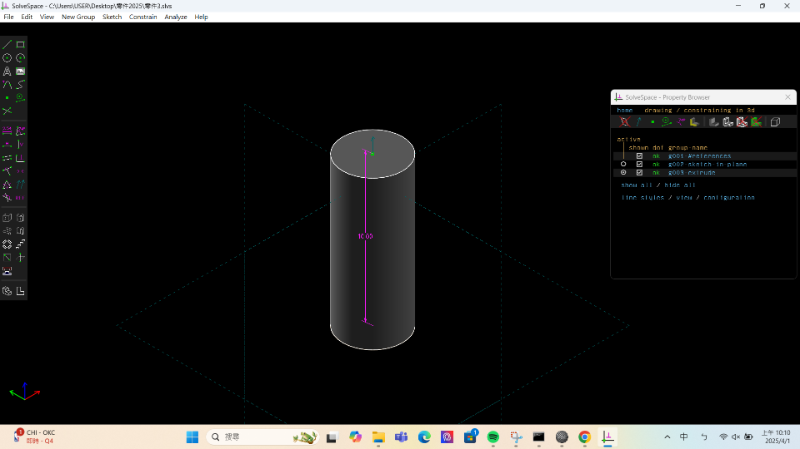 SolveSpace - C:\Users\USER\Desktop\零件2025\零件3.slvs
File Edit View New Group Sketch Constrain Analyze Help
SolveSpace - Property Browser
home drawing / constraining in 3d
active
shown dof group-name
ok g001 #references
ok g002 sketch-in-plane
ok g003 extrude
show all / hide all
line styles / view / configuration
10.00
CHI - OKC
即時 - Q4
搜尋
中
上午 10:10
2025/4/1